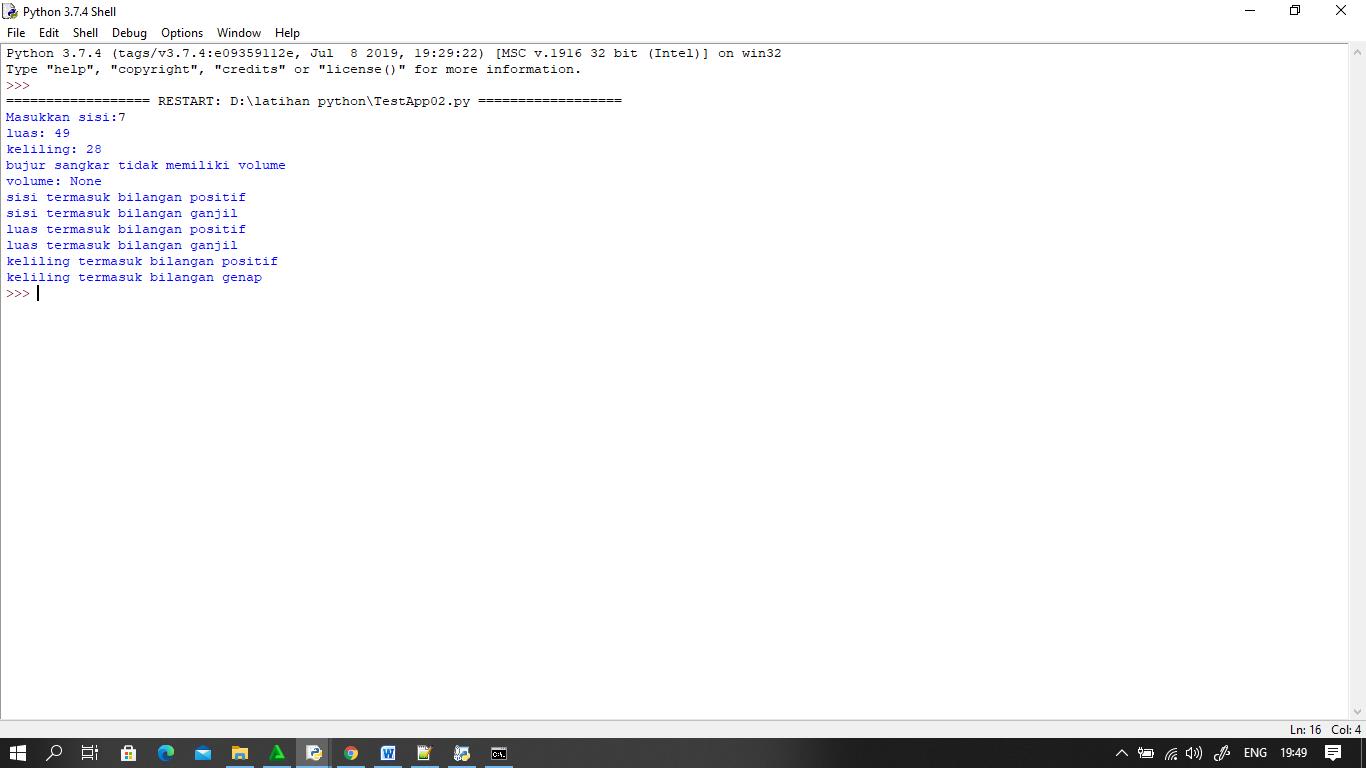 Python 3.7.4 Shell
File Edit Shell Debug Options Window Help
Python 3.7.4 (tags/v3.7.4:e09359112e, Jul  8 2019, 19:29:22) [MSC v.1916 32 bit (Intel)] on win32
Type "help", "copyright", "credits" or "license()" for more information.
>>>
================== RESTART: D:\latihan python\TestApp02.py ==================
Masukkan sisi:7
luas: 49
keliling: 28
bujur sangkar tidak memiliki volume
volume: None
sisi termasuk bilangan positif
sisi termasuk bilangan ganjil
luas termasuk bilangan positif
luas termasuk bilangan ganjil
keliling termasuk bilangan positif
keliling termasuk bilangan genap
>>>
Ln: 16 Col: 4
ENG 19:49